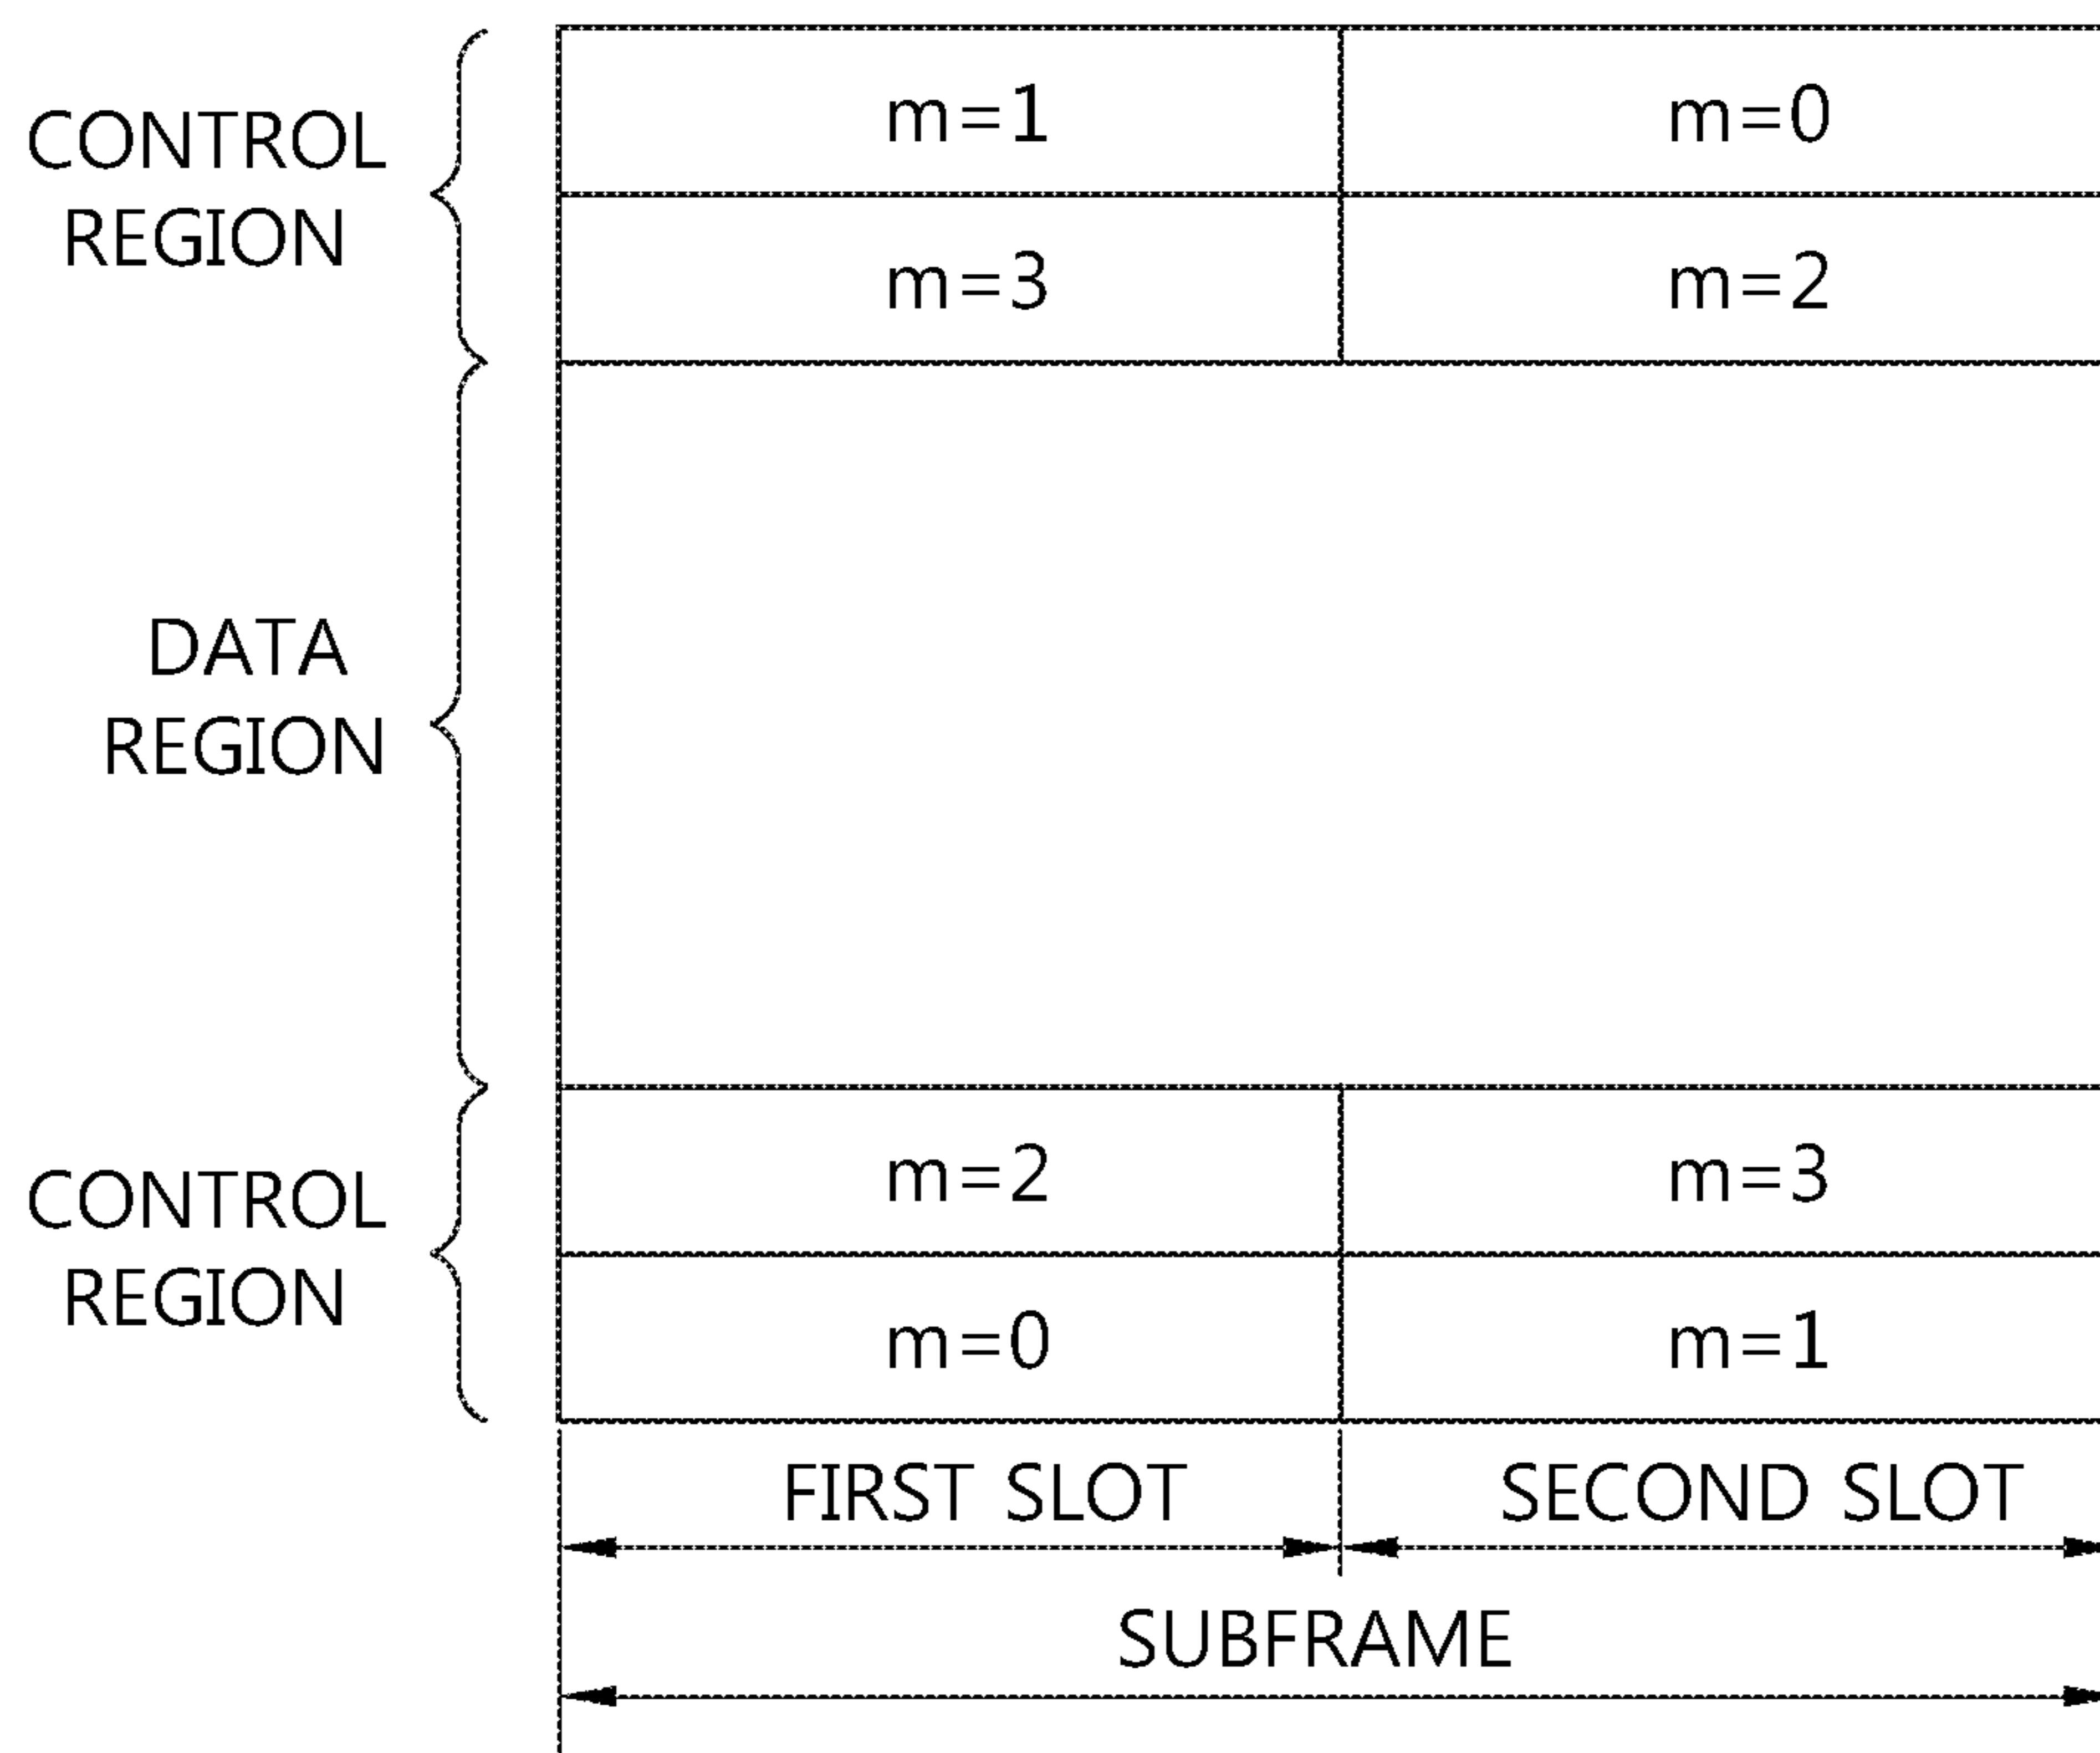 m=1 m=0
CONTROL
REGION
m=3 m=2
DATA
REGION
m=2 m=3
CONTROL
REGION
m=0 m=1
FIRST SLOT SECOND SLOT
SUBFRAME